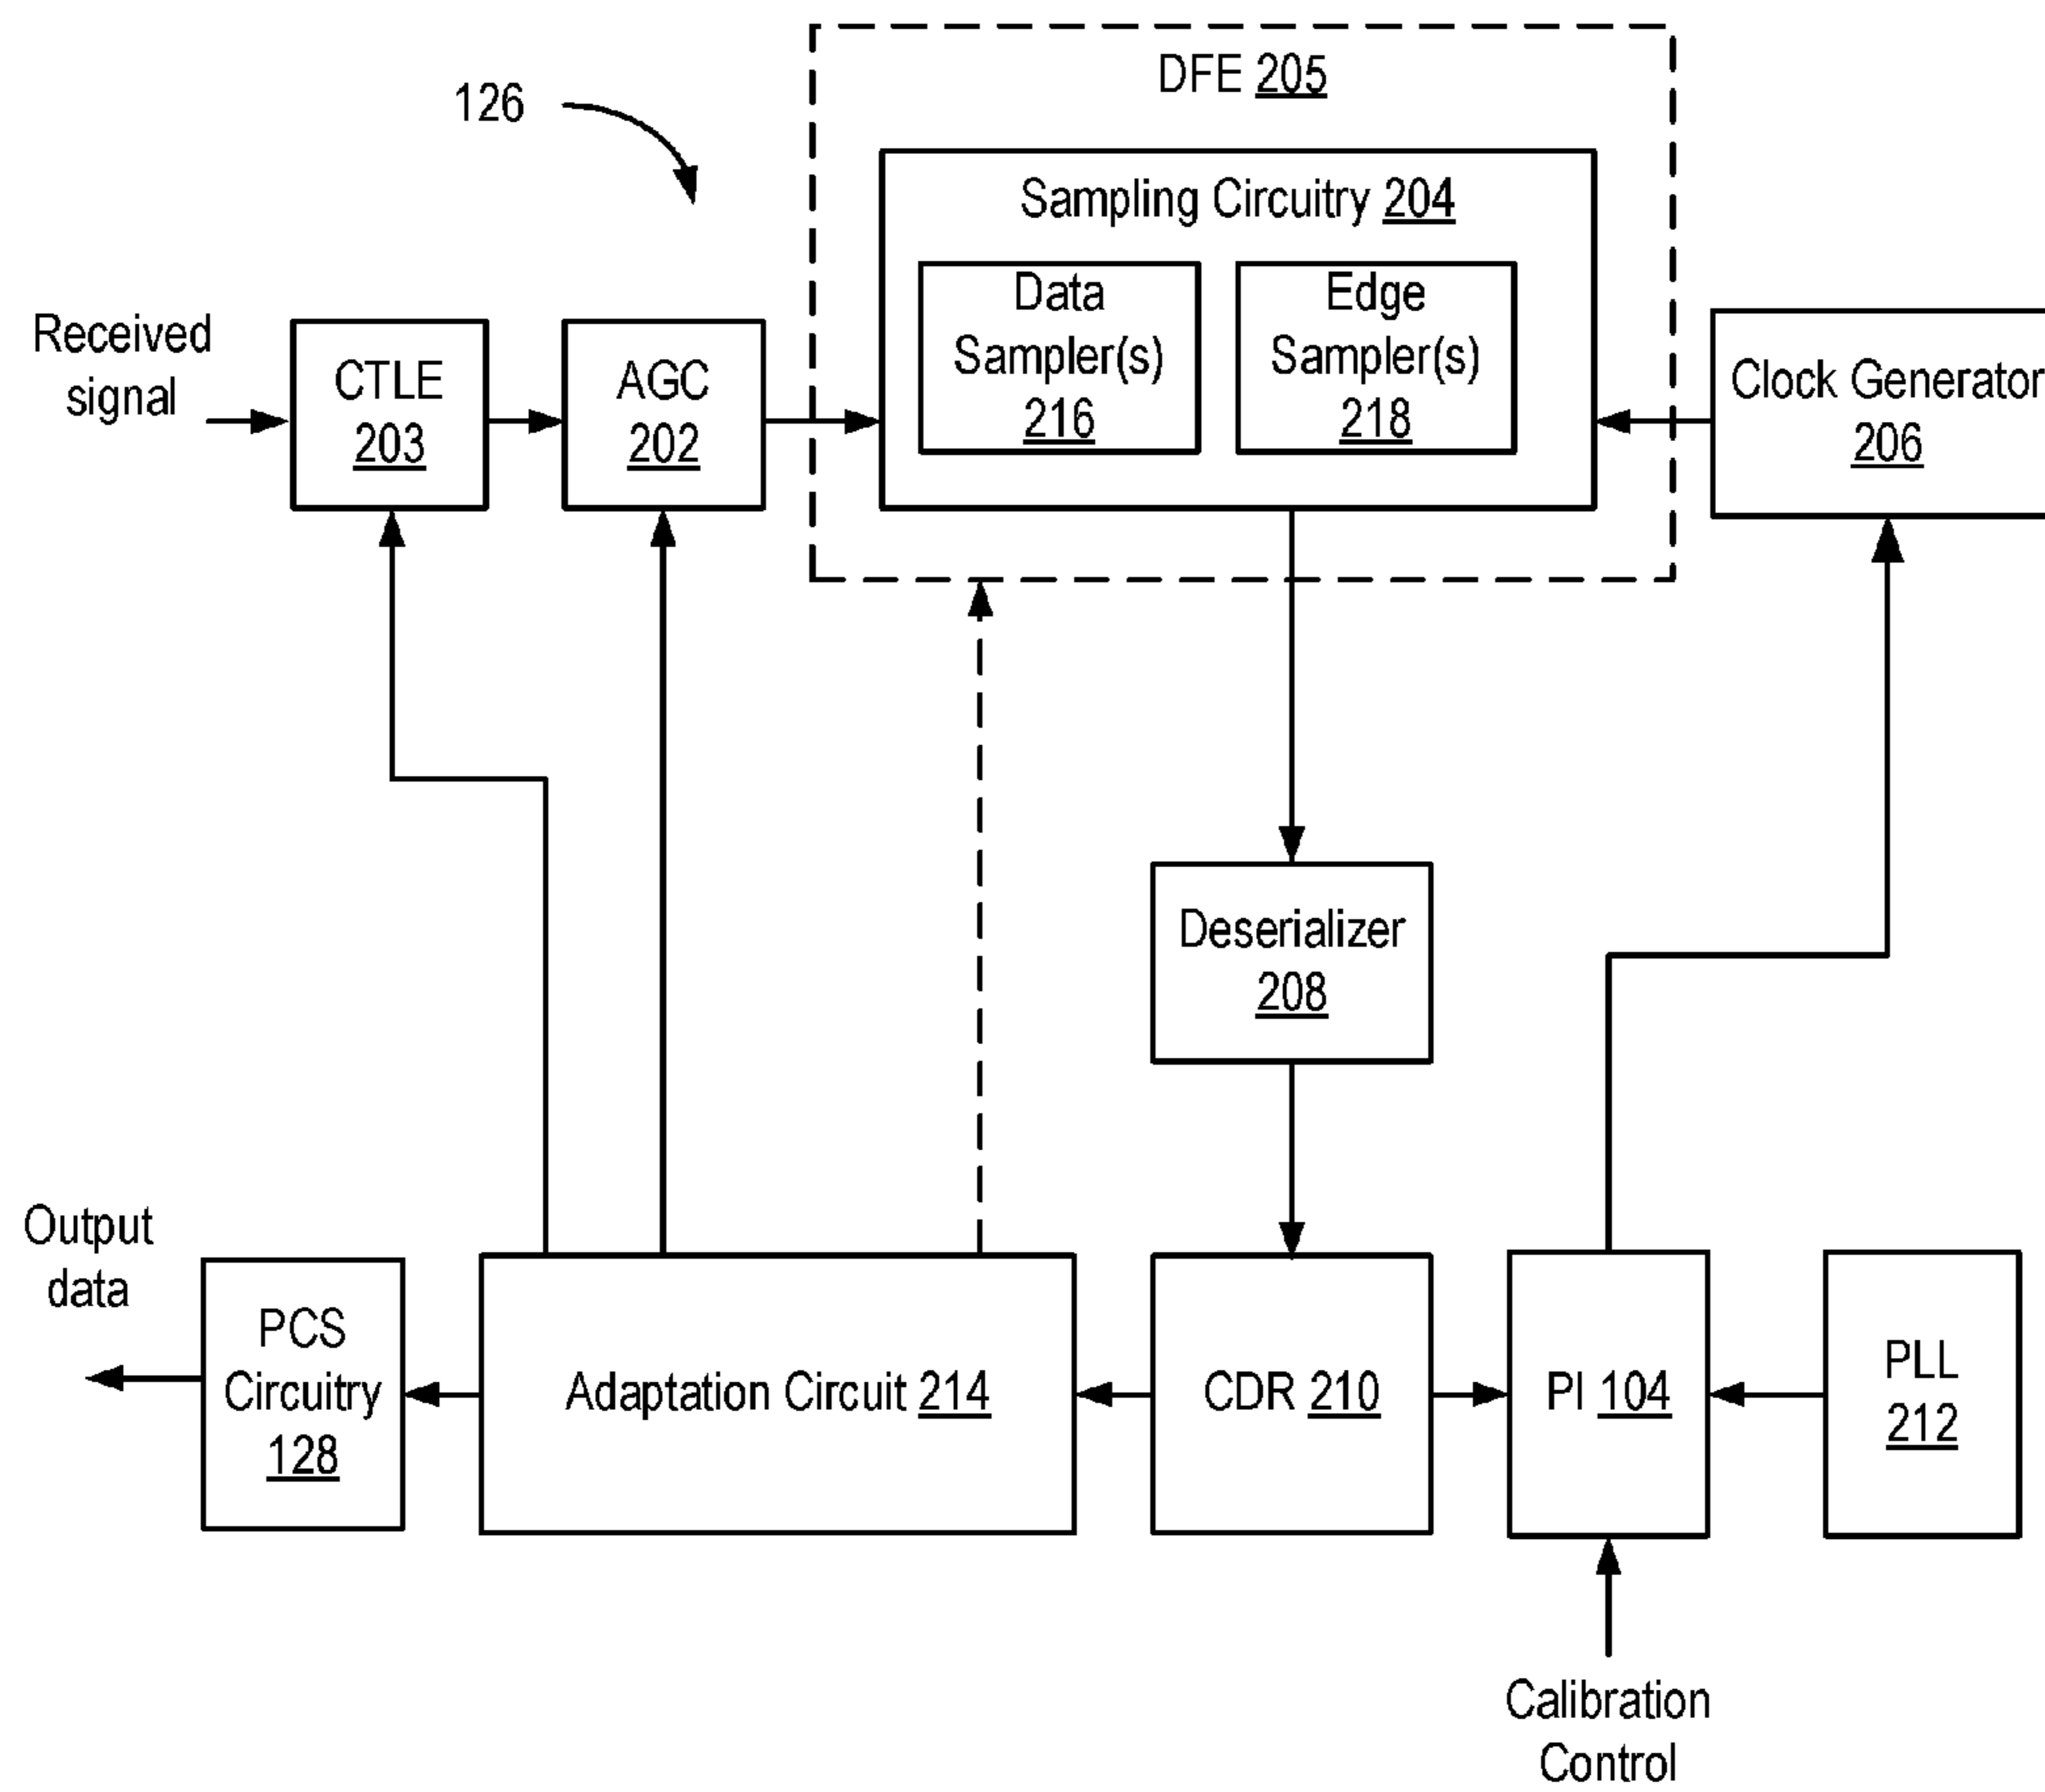 DFE 205
126
Sampling Circuitry 204
Data
Sampler(s)
216
Edge
Sampler(s)
218
Received
signal
CTLE
203
AGC
202
Clock Generator
206
Deserializer
208
Output
data
PCS
Circuitry
128
Adaptation Circuit 214
CDR 210
PI 104
PLL
212
Calibration
Control